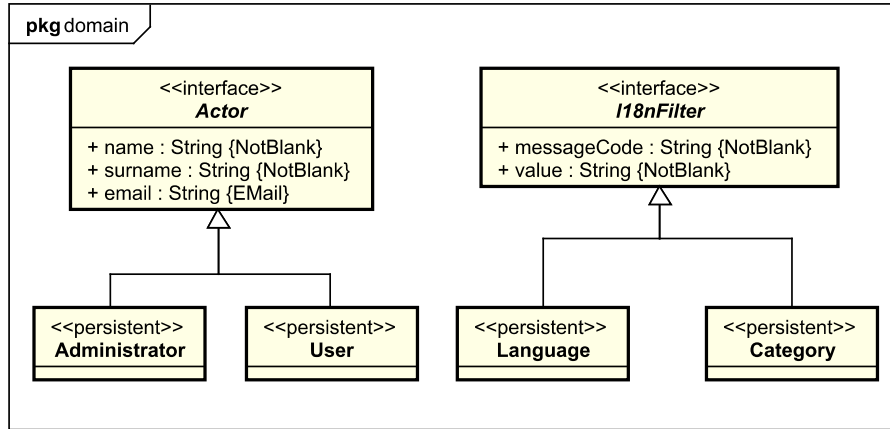 pkg domain
<<interface>>
Actor
+ name : String {NotBlank}
+ surname : String {NotBlank}
+ email : String {EMail}
<<interface>>
I18nFilter
+ messageCode : String {NotBlank}
+ value : String {NotBlank}
<<persistent>>
Administrator
<<persistent>>
User
<<persistent>>
Language
<<persistent>>
Category